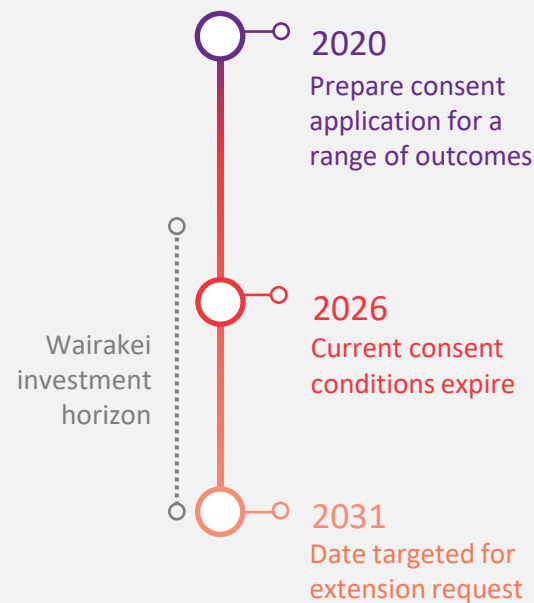 2020
Prepare consent
application for a
range of outcomes
Wairakei
investment
horizon
2026
Current consent
conditions expire
2031
Date targeted for
extension request